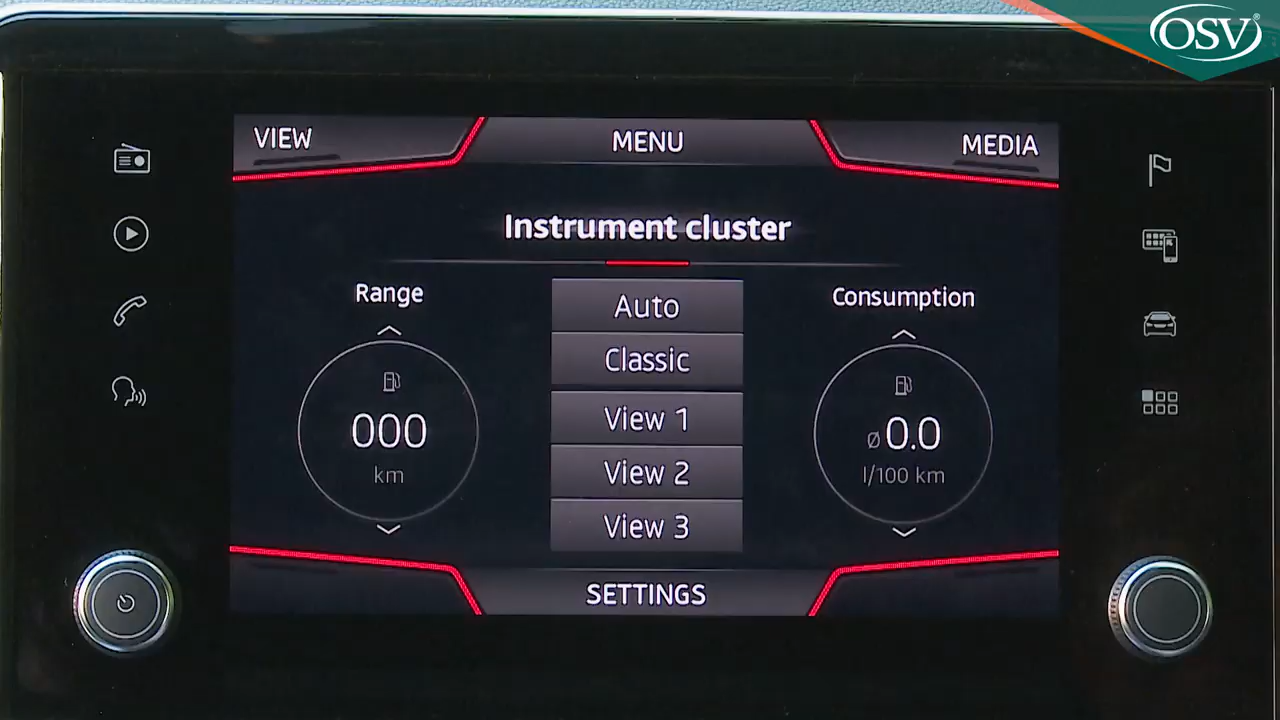 OSV®
VIEW
MENU
MEDIA
Instrument cluster
Range
Consumption
Auto
Classic
View 1
View 2
View 3
000
km
Ø0.0
l/100 km
SETTINGS